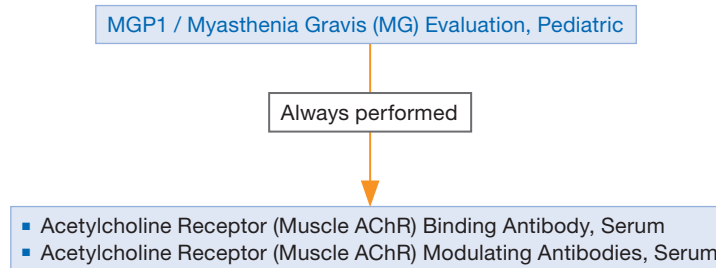 MGP1 / Myasthenia Gravis (MG) Evaluation, Pediatric
Always performed
▪ Acetylcholine Receptor (Muscle AChR) Binding Antibody, Serum
▪ Acetylcholine Receptor (Muscle AChR) Modulating Antibodies, Serum